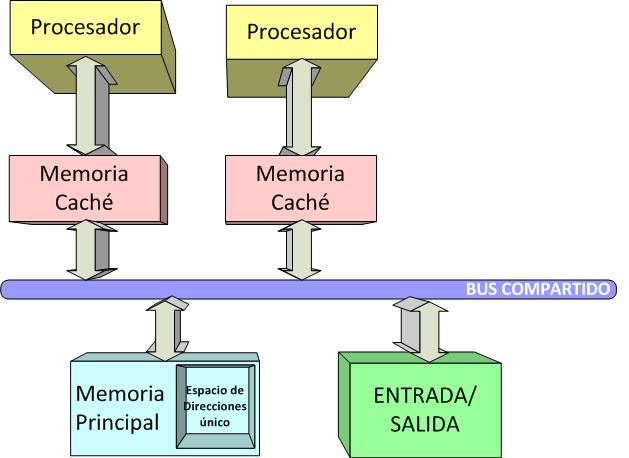 Procesador
Procesador
Memoria
Caché
Memoria
Caché
BUS COMPARTIDO
Memoria
Principal
Espacio de
Direcciones
único
ENTRADA/
SALIDA